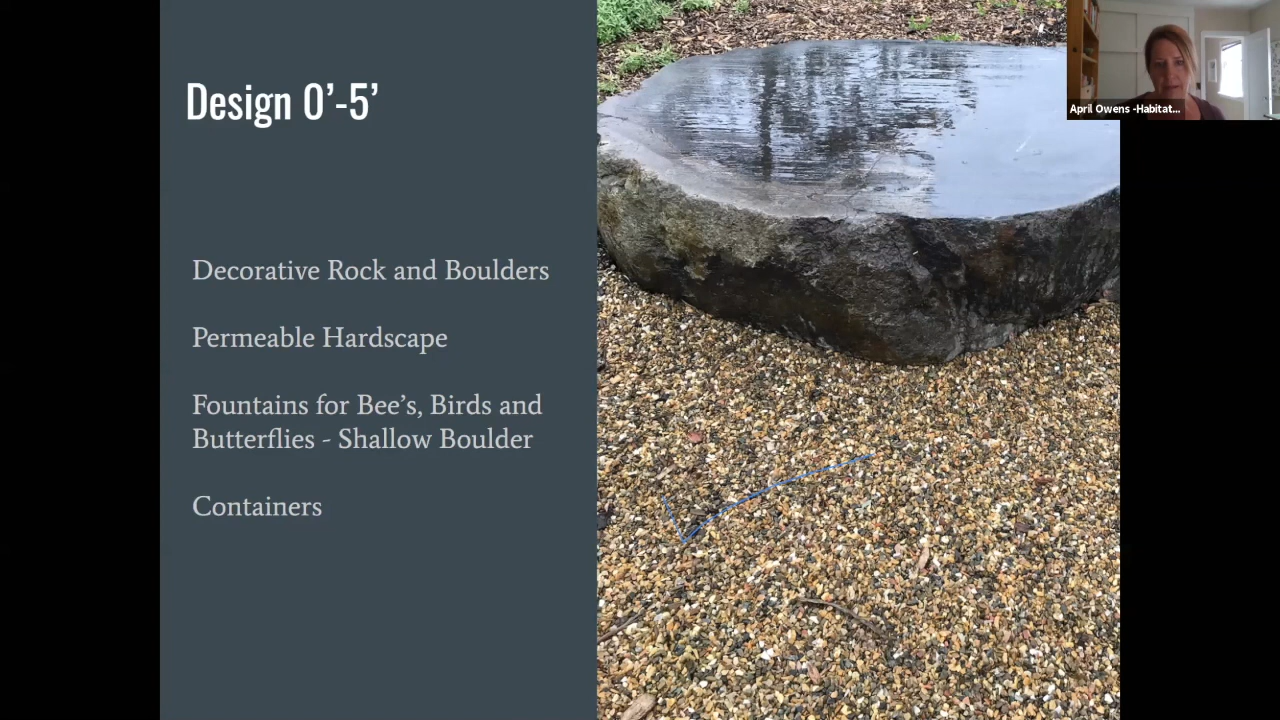 Design 0’-5’
Decorative Rock and Boulders
Permeable Hardscape
Fountains for Bee’s, Birds and
Butterflies - Shallow Boulder
Containers
April Owens -Habitat...